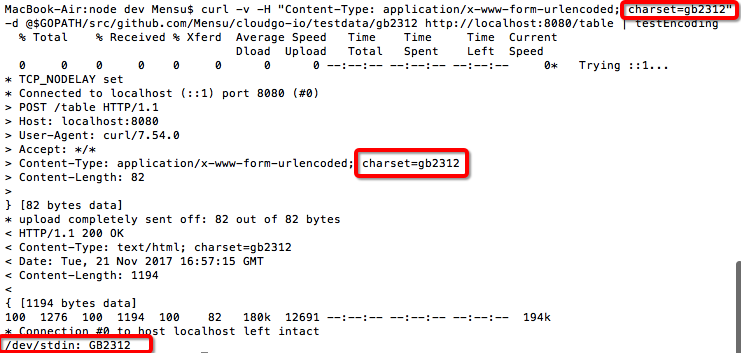 MacBook-Air:node dev Mensu$ curl -v -H "Content-Type: application/x-www-form-urlencoded; charset=gb2312"
-d @$GOPATH/src/github.com/Mensu/cloudgo-io/testdata/gb2312 http://localhost:8080/table | testEncoding
  % Total    % Received % Xferd  Average Speed   Time    Time     Time  Current
                                 Dload  Upload   Total   Spent    Left  Speed
  0     0    0     0    0     0      0      0 --:--:-- --:--:-- --:--:--     0*   Trying ::1...
* TCP_NODELAY set
* Connected to localhost (::1) port 8080 (#0)
> POST /table HTTP/1.1
> Host: localhost:8080
> User-Agent: curl/7.54.0
> Accept: */*
> Content-Type: application/x-www-form-urlencoded; charset=gb2312
> Content-Length: 82
>
} [82 bytes data]
* upload completely sent off: 82 out of 82 bytes
< HTTP/1.1 200 OK
< Content-Type: text/html; charset=gb2312
< Date: Tue, 21 Nov 2017 16:57:15 GMT
< Content-Length: 1194
<
{ [1194 bytes data]
100  1276  100  1194  100    82   180k  12691 --:--:-- --:--:-- --:--:--  194k
* Connection #0 to host localhost left intact
/dev/stdin: GB2312